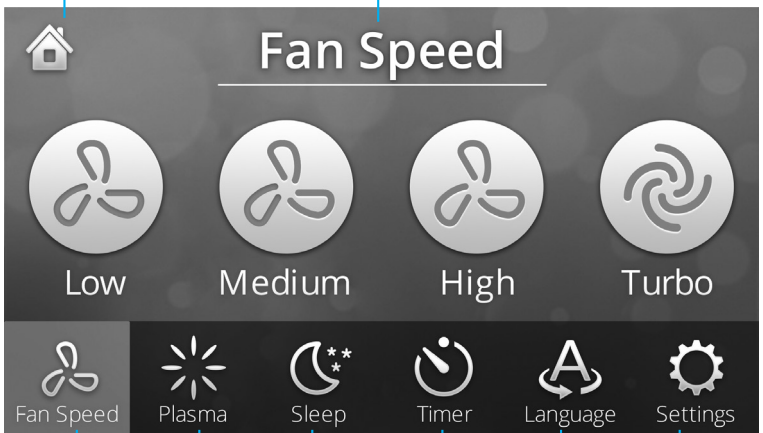 Fan Speed
Low Medium High Turbo
Fan Speed Plasma Sleep Timer Language Settings